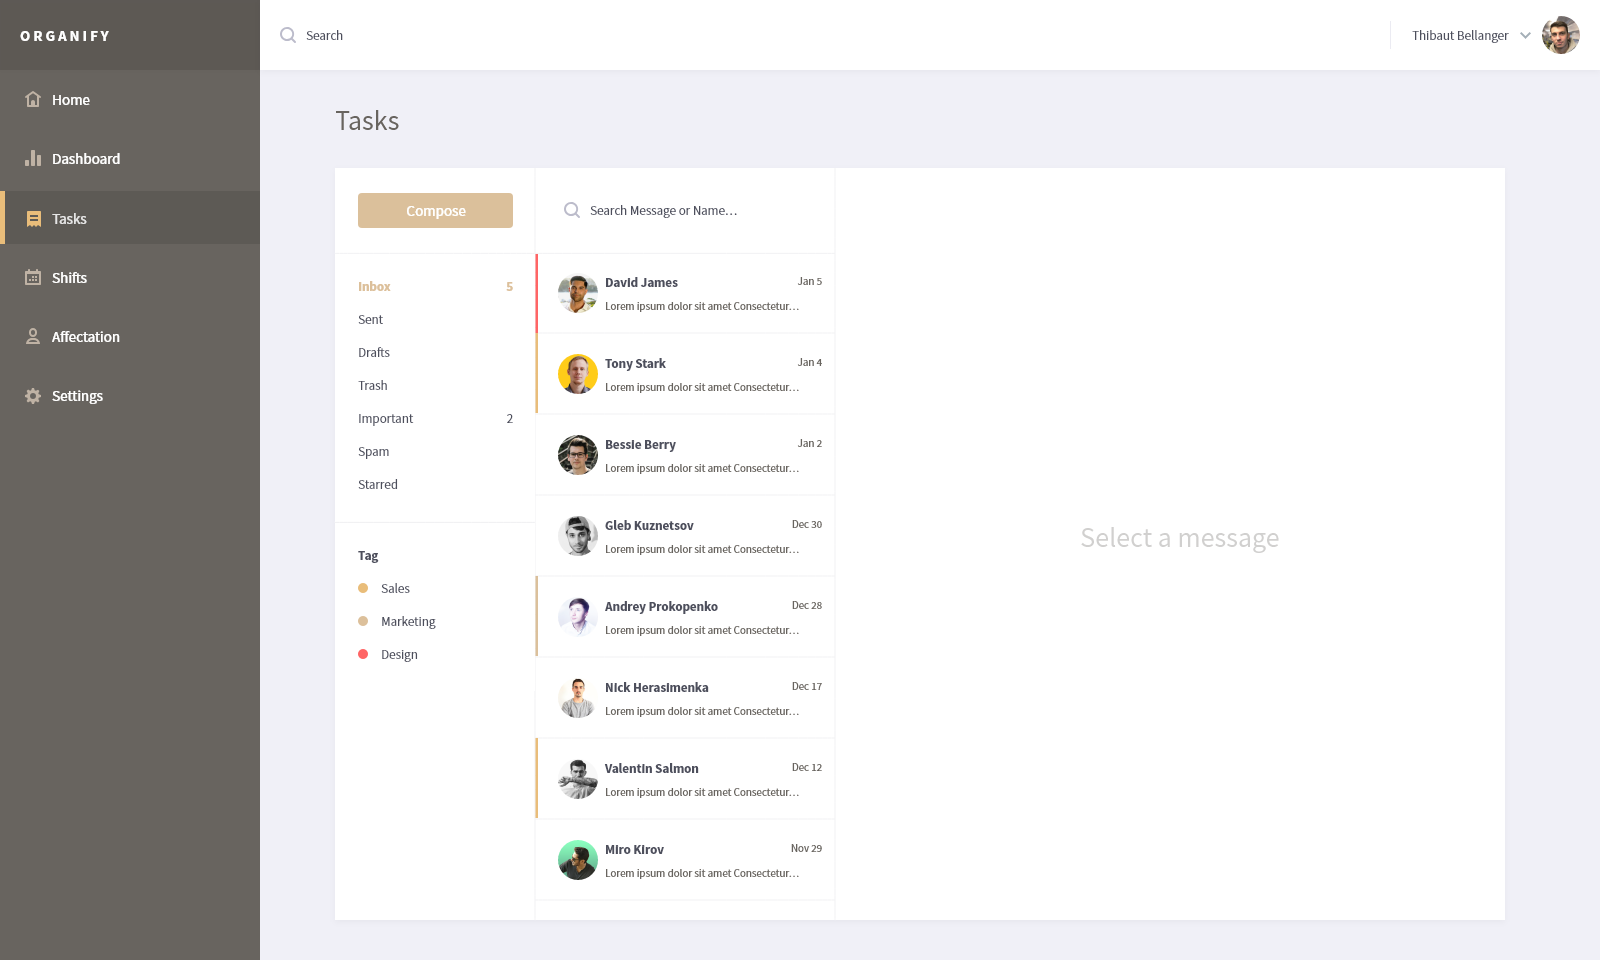 ORGANIFY
Search
Thibaut Bellanger
Home
Dashboard
Tasks
Shifts
Affectation
Settings
Tasks
Compose
Inbox 5
Sent
Drafts
Trash
Important 2
Spam
Starred
Tag
Sales
Marketing
Design
Search Message or Name...
David James Jan 5
Lorem ipsum dolor sit amet Consectetur...
Tony Stark Jan 4
Lorem ipsum dolor sit amet Consectetur...
Bessie Berry Jan 2
Lorem ipsum dolor sit amet Consectetur...
Gleb Kuznetsov Dec 30
Lorem ipsum dolor sit amet Consectetur...
Andrey Prokopenko Dec 28
Lorem ipsum dolor sit amet Consectetur...
Nick Herasimenka Dec 17
Lorem ipsum dolor sit amet Consectetur...
Valentin Salmon Dec 12
Lorem ipsum dolor sit amet Consectetur...
Miro Kirov Nov 29
Lorem ipsum dolor sit amet Consectetur...
Select a message